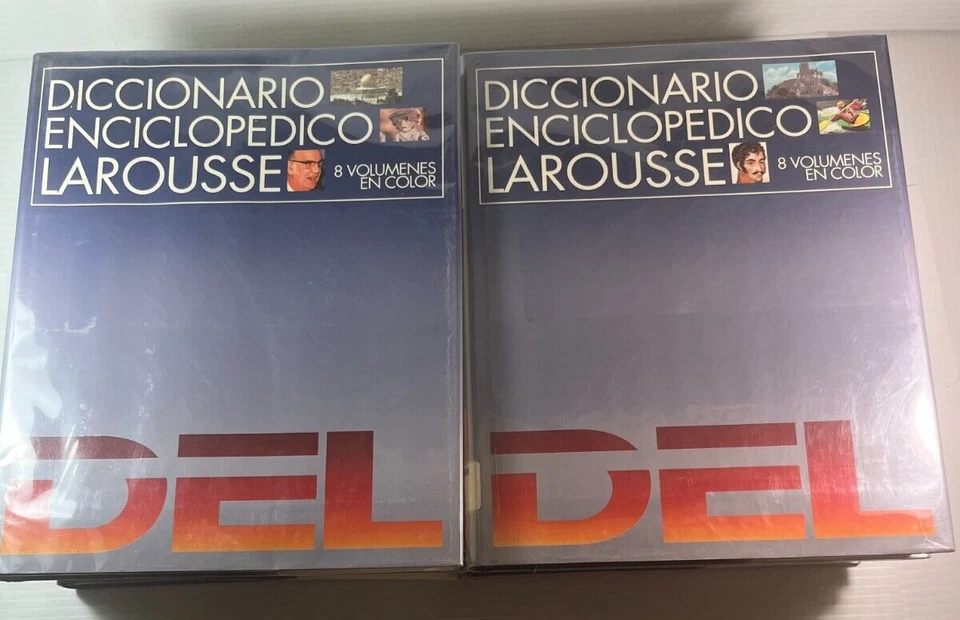 DICCIONARIO
ENCICLOPEDICO
LAROUSSE
8 VOLUMENES
EN COLOR
DEL
DICCIONARIO
ENCICLOPEDICO
LAROUSSE
8 VOLUMENES
EN COLOR
DEL